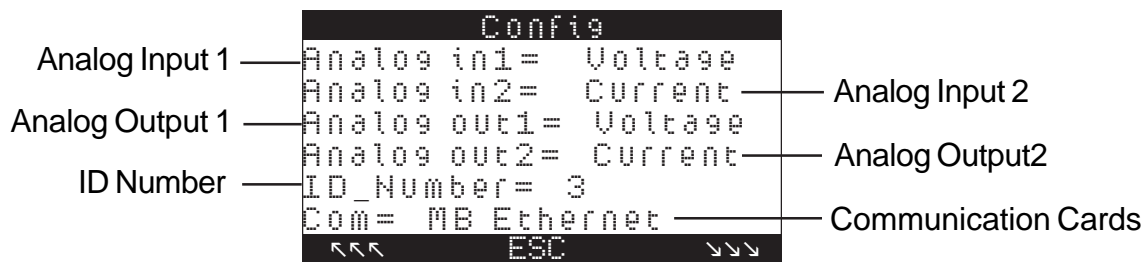 Config
Analog Input 1
Analog in1= Voltage
Analog in2= Current
Analog Input 2
Analog Output 1
Analog out1= Voltage
Analog out2= Current
Analog Output2
ID Number
ID_Number= 3
Com= MB Ethernet
Communication Cards
↖↖↖ ESC ↘↘↘